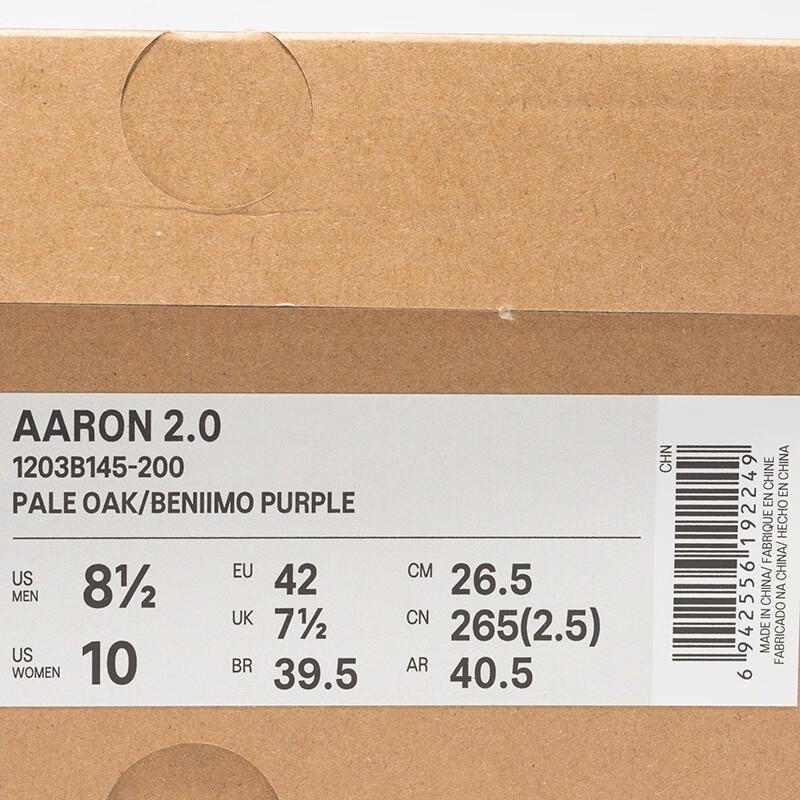 AARON 2.0
1203B145-200
PALE OAK/BENIIMO PURPLE
US MEN 8½ EU 42 CM 26.5
UK 7½ CN 265(2.5)
US WOMEN 10 BR 39.5 AR 40.5
CHN
6 942556 192249
MADE IN CHINA/ FABRIQUE EN CHINE
FABRICADO NA CHINA/ HECHO EN CHINA